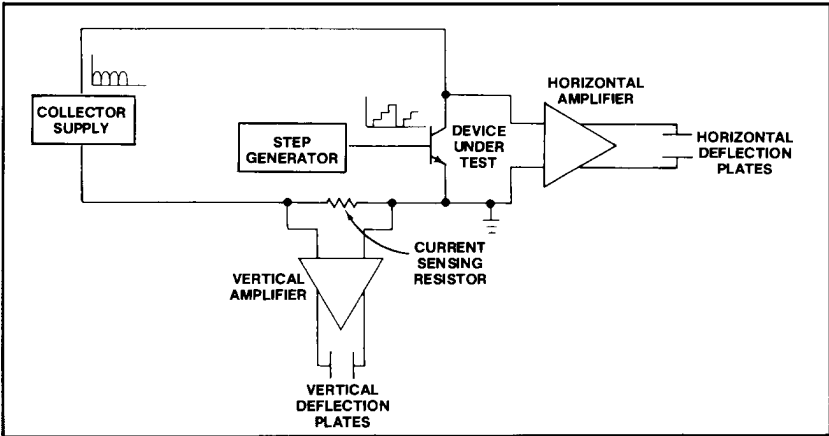 COLLECTOR
SUPPLY
STEP
GENERATOR
DEVICE
UNDER
TEST
HORIZONTAL
AMPLIFIER
HORIZONTAL
DEFLECTION
PLATES
CURRENT
SENSING
RESISTOR
VERTICAL
AMPLIFIER
VERTICAL
DEFLECTION
PLATES